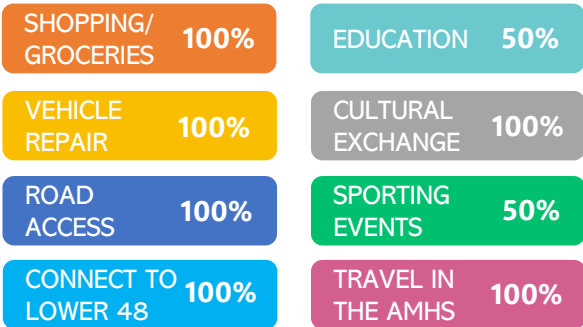 SHOPPING/
GROCERIES 100%
EDUCATION 50%
VEHICLE
REPAIR 100%
CULTURAL
EXCHANGE 100%
ROAD
ACCESS 100%
SPORTING
EVENTS 50%
CONNECT TO
LOWER 48 100%
TRAVEL IN
THE AMHS 100%